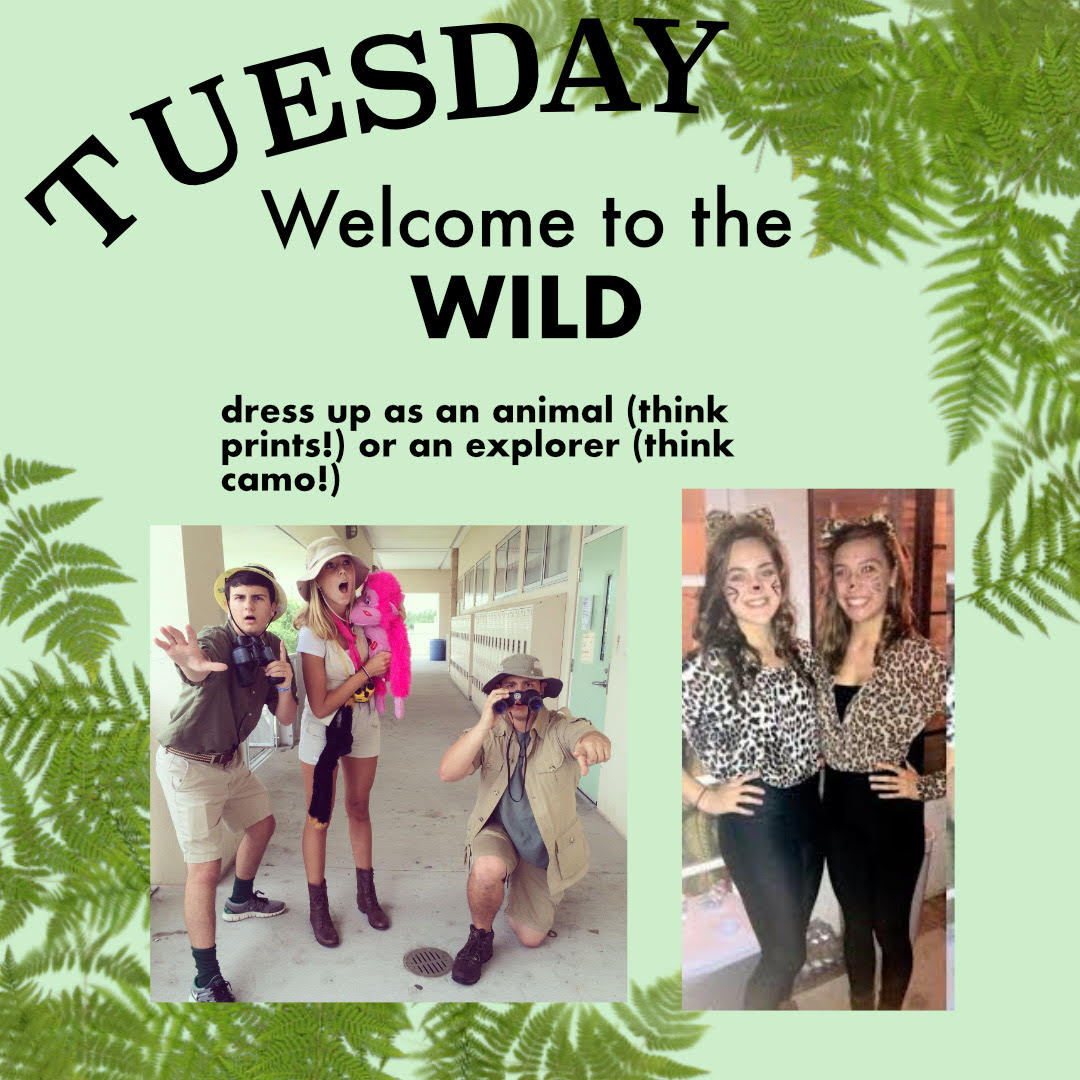 TUESDAY
Welcome to the
WILD
dress up as an animal (think
prints!) or an explorer (think
camo!)